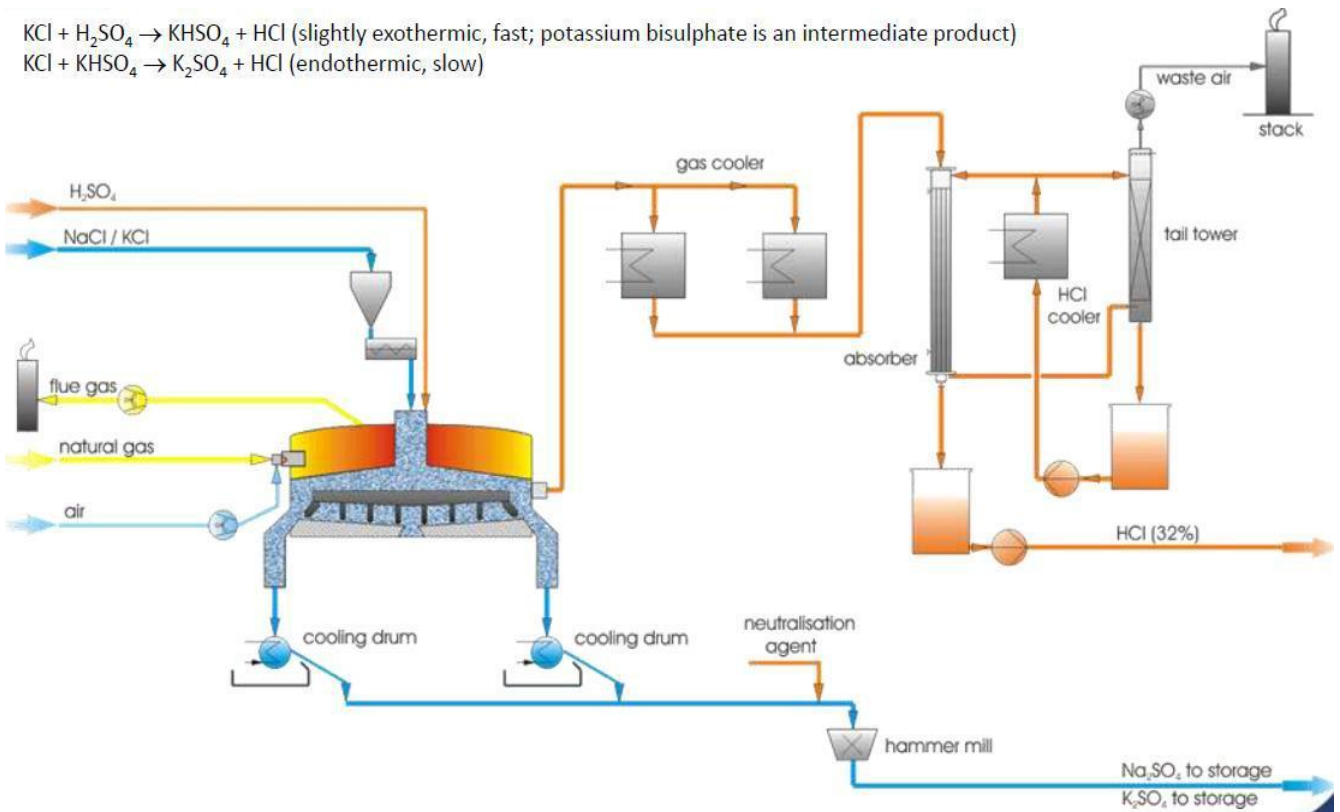 KCl + H₂SO₄ → KHSO₄ + HCl (slightly exothermic, fast; potassium bisulphate is an intermediate product)
KCl + KHSO₄ → K₂SO₄ + HCl (endothermic, slow)
waste air
stack
gas cooler
H₂SO₄
NaCl / KCl
tail tower
HCl
cooler
absorber
flue gas
natural gas
air
HCl (32%)
cooling drum
cooling drum
neutralisation
agent
hammer mill
Na₂SO₄ to storage
K₂SO₄ to storage